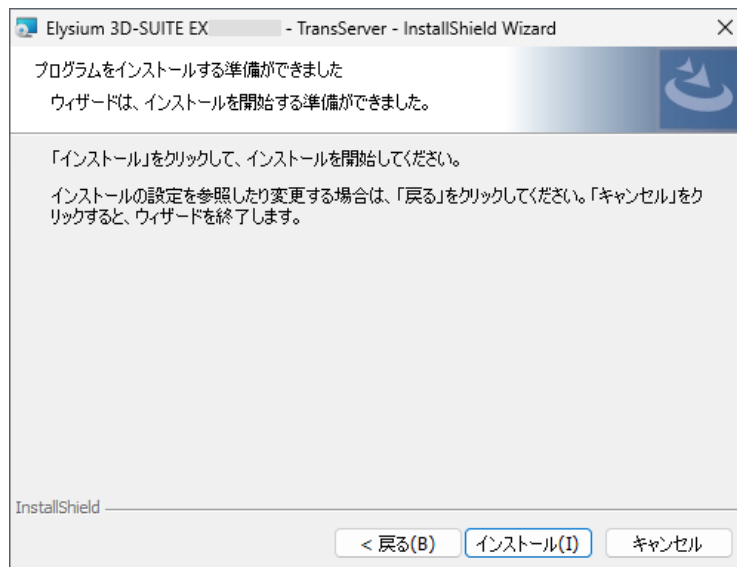 Elysium 3D-SUITE EX - TransServer - InstallShield Wizard
プログラムをインストールする準備ができました
ウィザードは、インストールを開始する準備ができました。
「インストール」をクリックして、インストールを開始してください。
インストールの設定を参照したり変更する場合は、「戻る」をクリックしてください。「キャンセル」をク
リックすると、ウィザードを終了します。
InstallShield
< 戻る(B) インストール(I) キャンセル